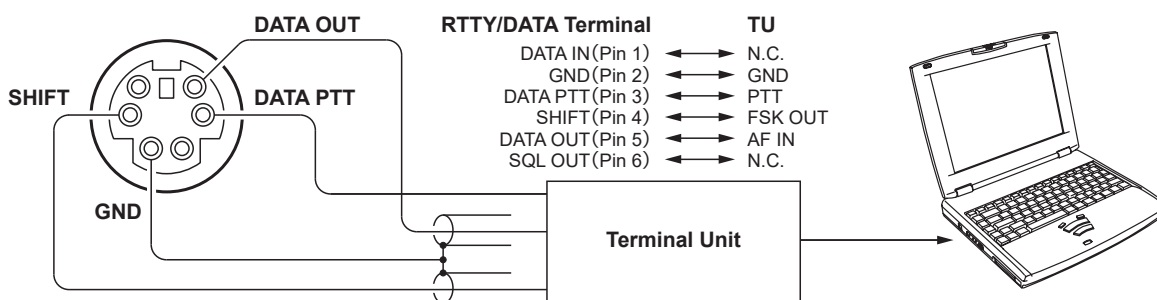 DATA OUT
SHIFT
DATA PTT
GND
RTTY/DATA Terminal TU
DATA IN(Pin 1) N.C.
GND(Pin 2) GND
DATA PTT(Pin 3) PTT
SHIFT(Pin 4) FSK OUT
DATA OUT(Pin 5) AF IN
SQL OUT(Pin 6) N.C.
Terminal Unit